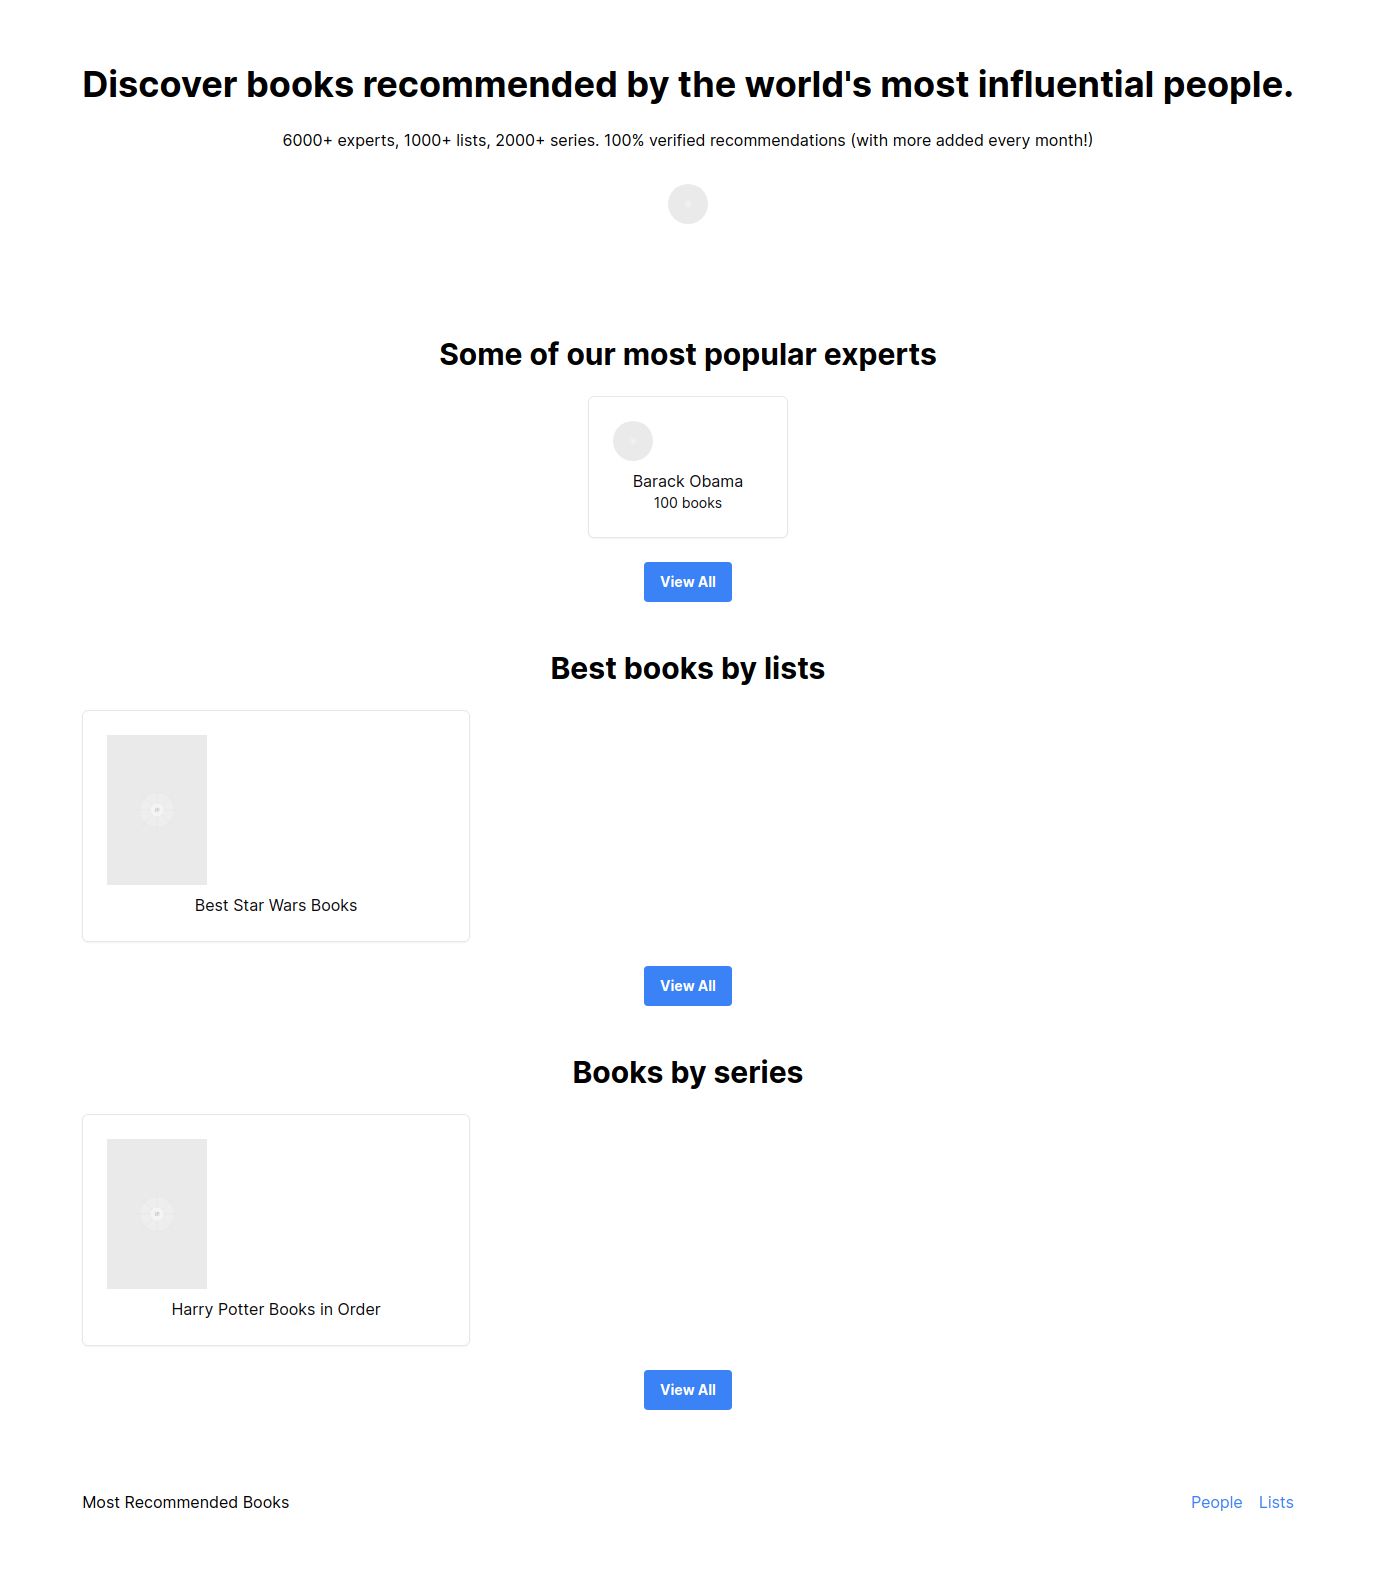 Discover books recommended by the world's most influential people.
6000+ experts, 1000+ lists, 2000+ series. 100% verified recommendations (with more added every month!)
Some of our most popular experts
Barack Obama
100 books
View All
Best books by lists
Best Star Wars Books
View All
Books by series
Harry Potter Books in Order
View All
Most Recommended Books
People Lists